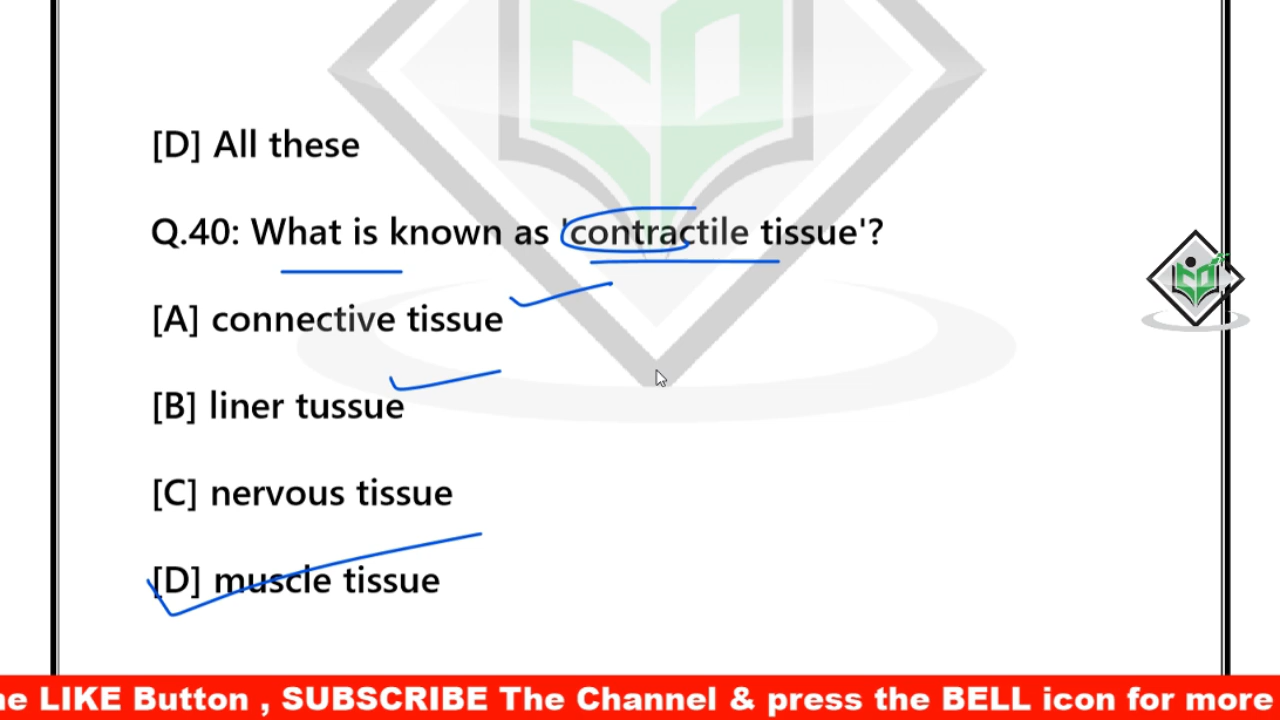 [D] All these
Q.40: What is known as 'contractile tissue'?
[A] connective tissue
[B] liner tussue
[C] nervous tissue
[D] muscle tissue
LIKE Button , SUBSCRIBE The Channel & press the BELL icon for more